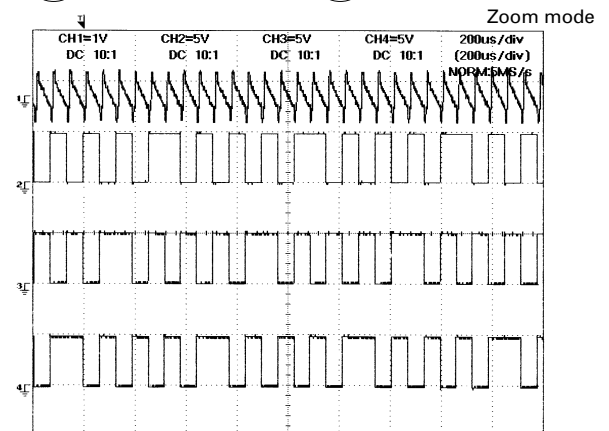 Zoom mode
T
CH1=1V CH2=5V CH3=5V CH4=5V 200us/div
DC 10:1 DC 10:1 DC 10:1 DC 10:1 (200us/div)
NORM:5MS/s
1
2
3
4